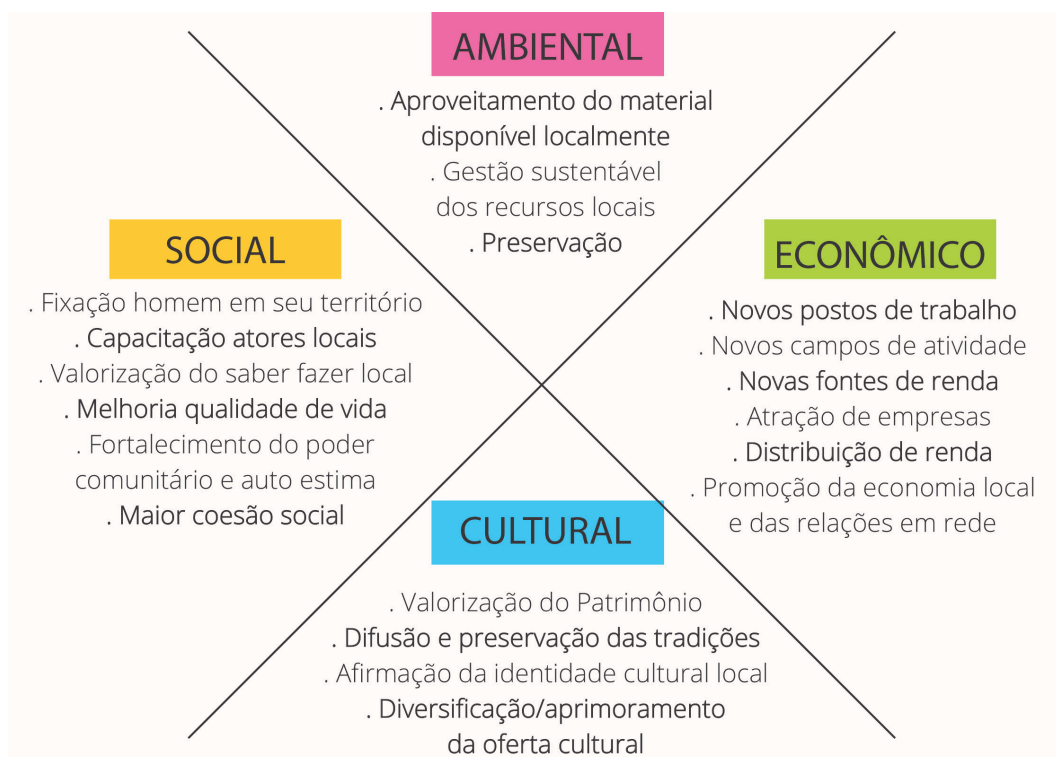 AMBIENTAL
. Aproveitamento do material
disponível localmente
. Gestão sustentável
dos recursos locais
. Preservação
SOCIAL
. Fixação homem em seu território
. Capacitação atores locais
. Valorização do saber fazer local
. Melhoria qualidade de vida
. Fortalecimento do poder
comunitário e auto estima
. Maior coesão social
ECONÔMICO
. Novos postos de trabalho
. Novos campos de atividade
. Novas fontes de renda
. Atração de empresas
. Distribuição de renda
. Promoção da economia local
e das relações em rede
CULTURAL
. Valorização do Patrimônio
. Difusão e preservação das tradições
. Afirmação da identidade cultural local
. Diversificação/aprimoramento
da oferta cultural